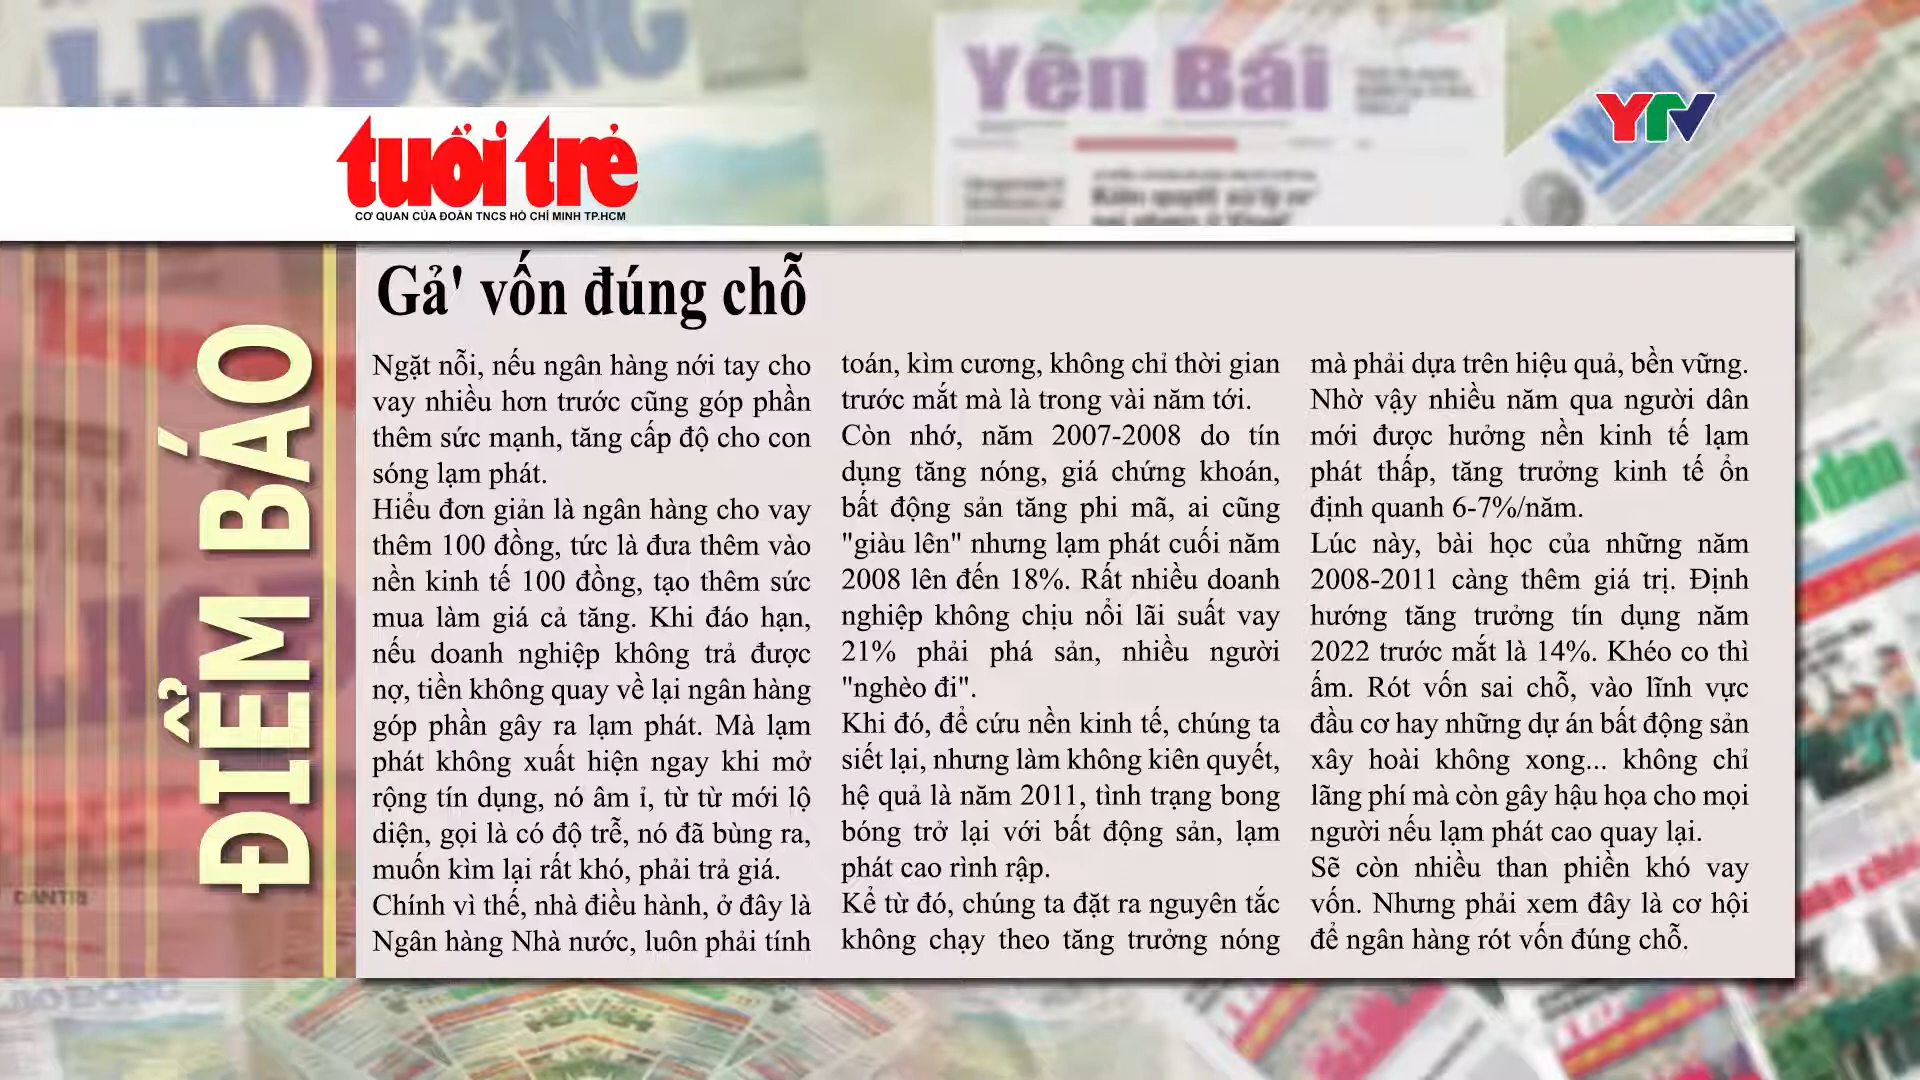 LAO ĐỘNG
Yên Bái
Nhân Dân
YTV
tuổi trẻ
CƠ QUAN CỦA ĐOÀN TNCS HỒ CHÍ MINH TP.HCM
ĐIỂM BÁO
Gả' vốn đúng chỗ
Ngặt nỗi, nếu ngân hàng nới tay cho
vay nhiều hơn trước cũng góp phần
thêm sức mạnh, tăng cấp độ cho con
sóng lạm phát.
Hiểu đơn giản là ngân hàng cho vay
thêm 100 đồng, tức là đưa thêm vào
nền kinh tế 100 đồng, tạo thêm sức
mua làm giá cả tăng. Khi đáo hạn,
nếu doanh nghiệp không trả được
nợ, tiền không quay về lại ngân hàng
góp phần gây ra lạm phát. Mà lạm
phát không xuất hiện ngay khi mở
rộng tín dụng, nó âm ỉ, từ từ mới lộ
diện, gọi là có độ trễ, nó đã bùng ra,
muốn kìm lại rất khó, phải trả giá.
Chính vì thế, nhà điều hành, ở đây là
Ngân hàng Nhà nước, luôn phải tính
toán, kìm cương, không chỉ thời gian
trước mắt mà là trong vài năm tới.
Còn nhớ, năm 2007-2008 do tín
dụng tăng nóng, giá chứng khoán,
bất động sản tăng phi mã, ai cũng
"giàu lên" nhưng lạm phát cuối năm
2008 lên đến 18%. Rất nhiều doanh
nghiệp không chịu nổi lãi suất vay
21% phải phá sản, nhiều người
"nghèo đi".
Khi đó, để cứu nền kinh tế, chúng ta
siết lại, nhưng làm không kiên quyết,
hệ quả là năm 2011, tình trạng bong
bóng trở lại với bất động sản, lạm
phát cao rình rập.
Kể từ đó, chúng ta đặt ra nguyên tắc
không chạy theo tăng trưởng nóng
mà phải dựa trên hiệu quả, bền vững.
Nhờ vậy nhiều năm qua người dân
mới được hưởng nền kinh tế lạm
phát thấp, tăng trưởng kinh tế ổn
định quanh 6-7%/năm.
Lúc này, bài học của những năm
2008-2011 càng thêm giá trị. Định
hướng tăng trưởng tín dụng năm
2022 trước mắt là 14%. Khéo co thì
ấm. Rót vốn sai chỗ, vào lĩnh vực
đầu cơ hay những dự án bất động sản
xây hoài không xong... không chỉ
lãng phí mà còn gây hậu họa cho mọi
người nếu lạm phát cao quay lại.
Sẽ còn nhiều than phiền khó vay
vốn. Nhưng phải xem đây là cơ hội
để ngân hàng rót vốn đúng chỗ.
DÂN TRÍ
LAO ĐỘNG